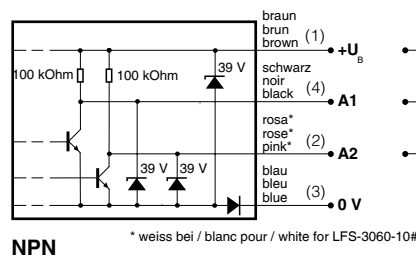 braun
brun
brown (1) +U B
100 kOhm 100 kOhm 39 V
schwarz
noir
black (4) A1
rosa*
rose*
pink* (2) A2
39 V 39 V
blau
bleu
blue (3) 0 V
* weiss bei / blanc pour / white for LFS-3060-10#
NPN